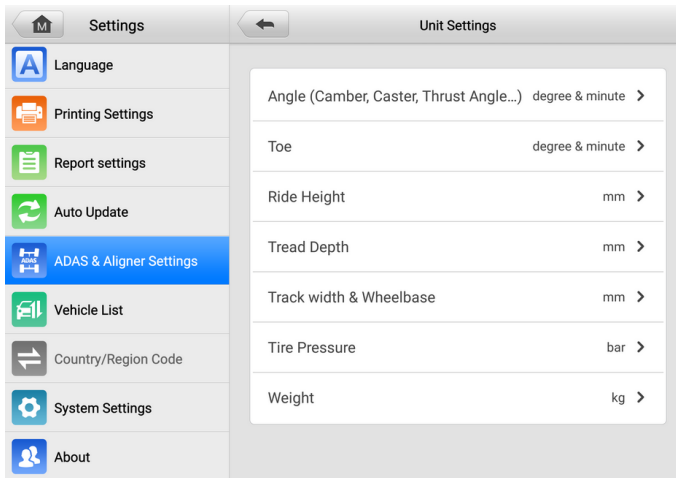 M
Settings
Unit Settings
A
Language
Printing Settings
Report settings
Auto Update
ADAS
ADAS & Aligner Settings
Vehicle List
Country/Region Code
System Settings
About
Angle (Camber, Caster, Thrust Angle...) degree & minute
Toe degree & minute
Ride Height mm
Tread Depth mm
Track width & Wheelbase mm
Tire Pressure bar
Weight kg